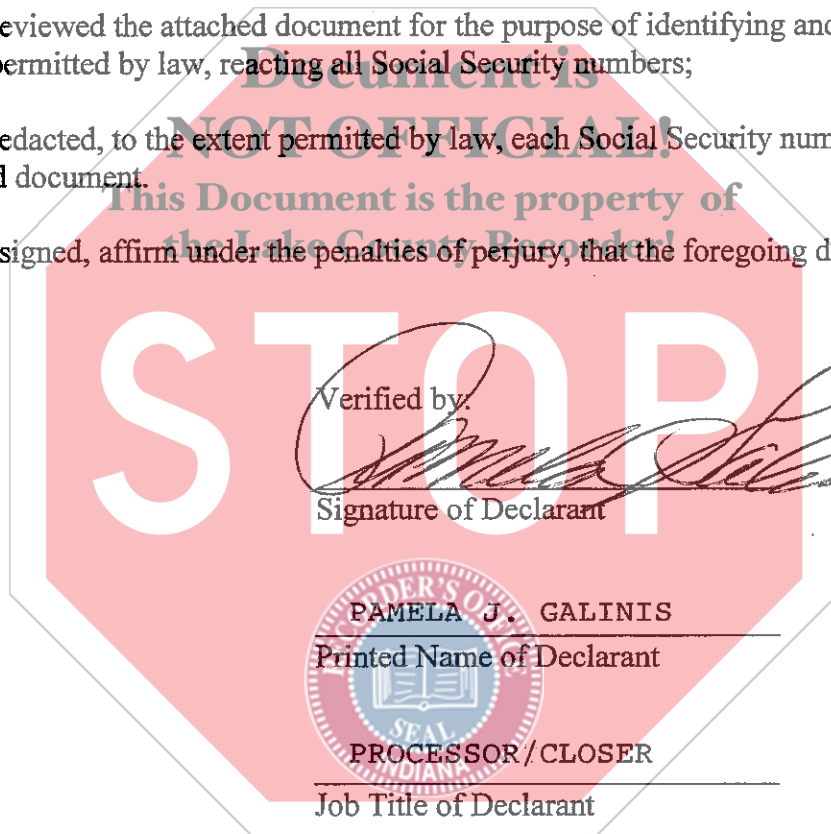 eviewed the attached document for the purpose of identifying and
Document is
ermitted by law, reacting all Social Security numbers;
NOT OFFICIAL!
edacted, to the extent permitted by law, each Social Security num
document.
This Document is the property of
the Lake County Recorder!
signed, affirm under the penalties of perjury, that the foregoing d
STOP
Verified by:
Signature of Declarant
RECORDER'S OFFICE
PAMELA J. GALINIS
Printed Name of Declarant
SEAL
PROCESSOR/CLOSER
INDIANA
Job Title of Declarant